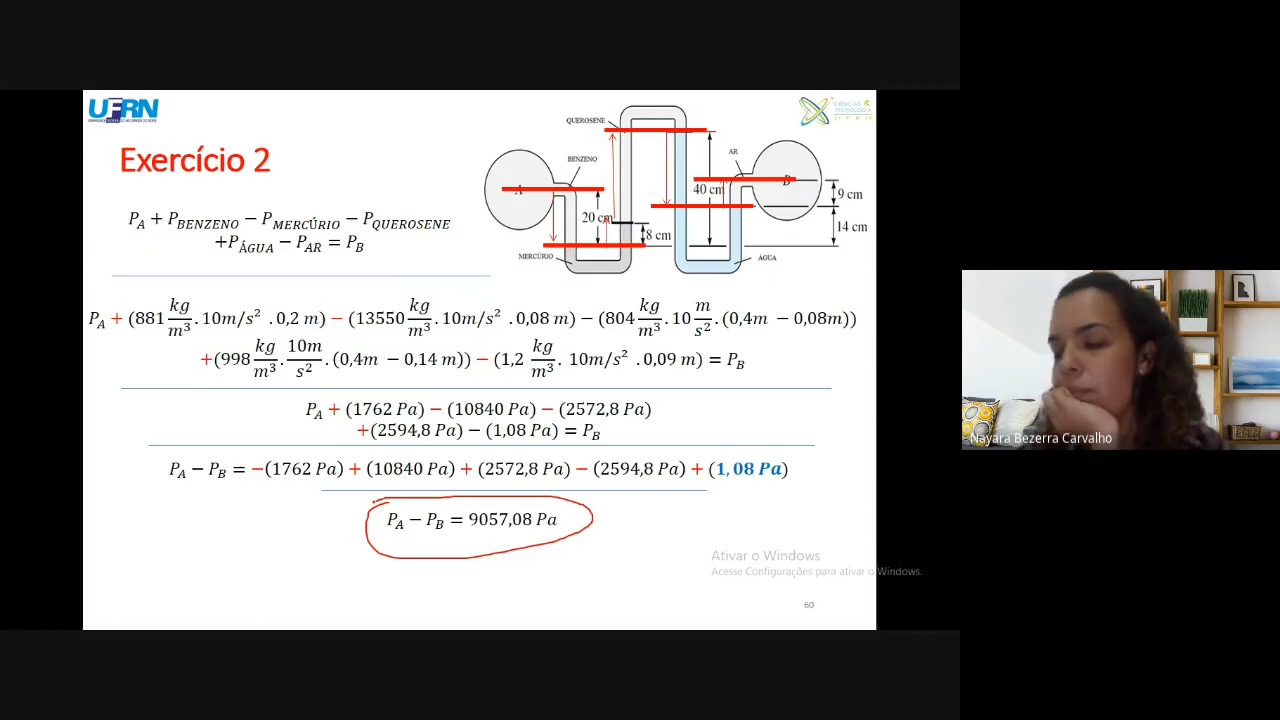 UFRN
CIÊNCIAS
TECNOLOGIA
UFRN
Exercício 2
P_A + P_BENZENO − P_MERCÚRIO − P_QUEROSENE
+P_ÁGUA − P_AR = P_B
QUEROSENE
BENZENO
AR
A
B
40 cm
9 cm
20 cm
14 cm
8 cm
MERCÚRIO
ÁGUA
P_A + (881 kg/m³ . 10m/s² . 0,2 m) − (13550 kg/m³ . 10m/s² . 0,08 m) − (804 kg/m³ . 10 m/s² . (0,4m − 0,08m))
+(998 kg/m³ . 10m/s² . (0,4m − 0,14 m)) − (1,2 kg/m³ . 10m/s² . 0,09 m) = P_B
P_A + (1762 Pa) − (10840 Pa) − (2572,8 Pa)
+(2594,8 Pa) − (1,08 Pa) = P_B
P_A − P_B = −(1762 Pa) + (10840 Pa) + (2572,8 Pa) − (2594,8 Pa) + (1,08 Pa)
P_A − P_B = 9057,08 Pa
Ativar o Windows
Acesse Configurações para ativar o Windows.
60
Nayara Bezerra Carvalho